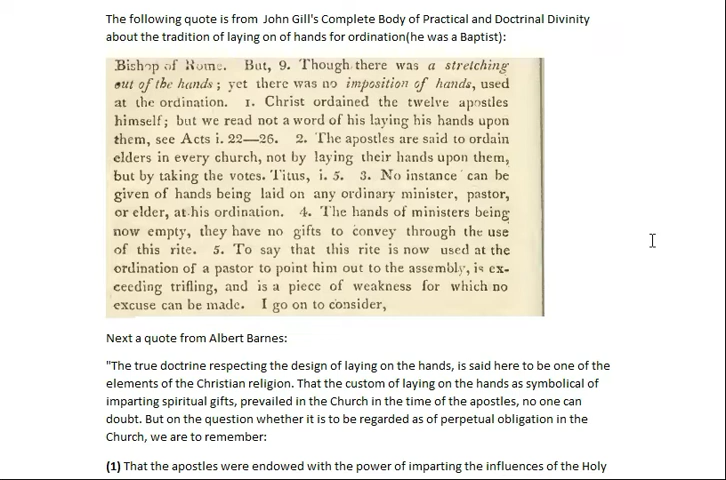 The following quote is from  John Gill's Complete Body of Practical and Doctrinal Divinity
about the tradition of laying on of hands for ordination(he was a Baptist):
Bishop of Rome. But, 9. Though there was a stretching
out of the hands; yet there was no imposition of hands, used
at the ordination. 1. Christ ordained the twelve apostles
himself; but we read not a word of his laying his hands upon
them, see Acts i. 22—26. 2. The apostles are said to ordain
elders in every church, not by laying their hands upon them,
but by taking the votes. Titus, i. 5. 3. No instance can be
given of hands being laid on any ordinary minister, pastor,
or elder, at his ordination. 4. The hands of ministers being
now empty, they have no gifts to convey through the use
of this rite. 5. To say that this rite is now used at the
ordination of a pastor to point him out to the assembly, is ex-
ceeding trifling, and is a piece of weakness for which no
excuse can be made. I go on to consider,
Next a quote from Albert Barnes:
"The true doctrine respecting the design of laying on the hands, is said here to be one of the
elements of the Christian religion. That the custom of laying on the hands as symbolical of
imparting spiritual gifts, prevailed in the Church in the time of the apostles, no one can
doubt. But on the question whether it is to be regarded as of perpetual obligation in the
Church, we are to remember:
(1) That the apostles were endowed with the power of imparting the influences of the Holy